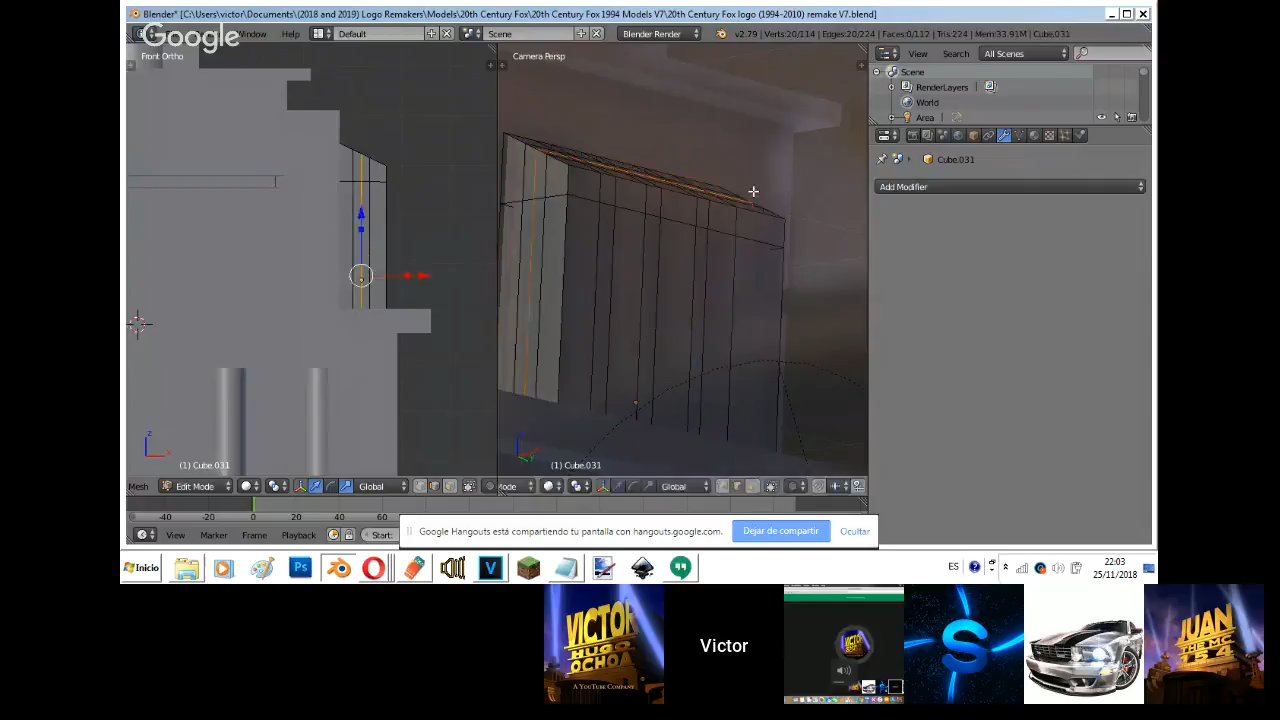 Blender* [C:\Users\victor\Documents\(2018 and 2019) Logo Remakers\Models\20th Century Fox\20th Century Fox 1994 Models V7\20th Century Fox logo (1994-2010) remake V7.blend]
Google
Window
Help
Default
Scene
Blender Render
v2.79 | Verts:20/114 | Edges:20/224 | Faces:0/112 | Tris:224 | Mem:33.91M | Cube.031
Front Ortho
Camera Persp
View
Search
All Scenes
Scene
RenderLayers
World
Area
Cube.031
Add Modifier
z
x
(1) Cube.031
(1) Cube.031
Mesh
Edit Mode
Global
Mode
Global
-40
-20
0
20
40
60
View
Marker
Frame
Playback
Start:
Google Hangouts está compartiendo tu pantalla con hangouts.google.com.
Dejar de compartir
Ocultar
Inicio
Ps
V
ES
22:03
25/11/2018
VICTOR
HUGO
OCHOA
A YOUTUBE COMPANY
Victor
S
JUAN
THE MC
154